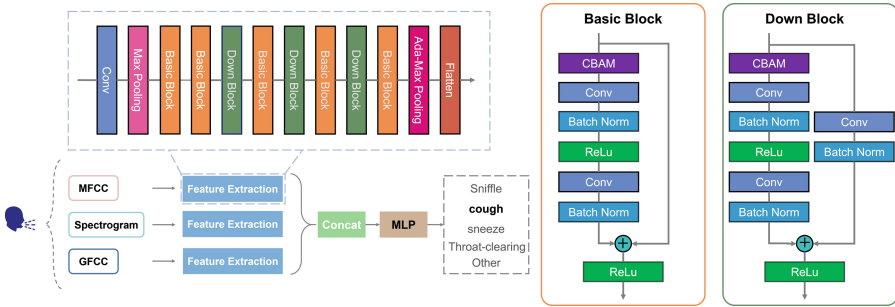 Conv
Max Pooling
Basic Block
Basic Block
Down Block
Basic Block
Down Block
Basic Block
Down Block
Basic Block
Ada-Max Pooling
Flatten
MFCC
Feature Extraction
Spectrogram
Feature Extraction
GFCC
Feature Extraction
Concat
MLP
Sniffle
cough
sneeze
Throat-clearing
Other
Basic Block
CBAM
Conv
Batch Norm
ReLu
Conv
Batch Norm
ReLu
Down Block
CBAM
Conv
Batch Norm
ReLu
Conv
Batch Norm
Conv
Batch Norm
ReLu